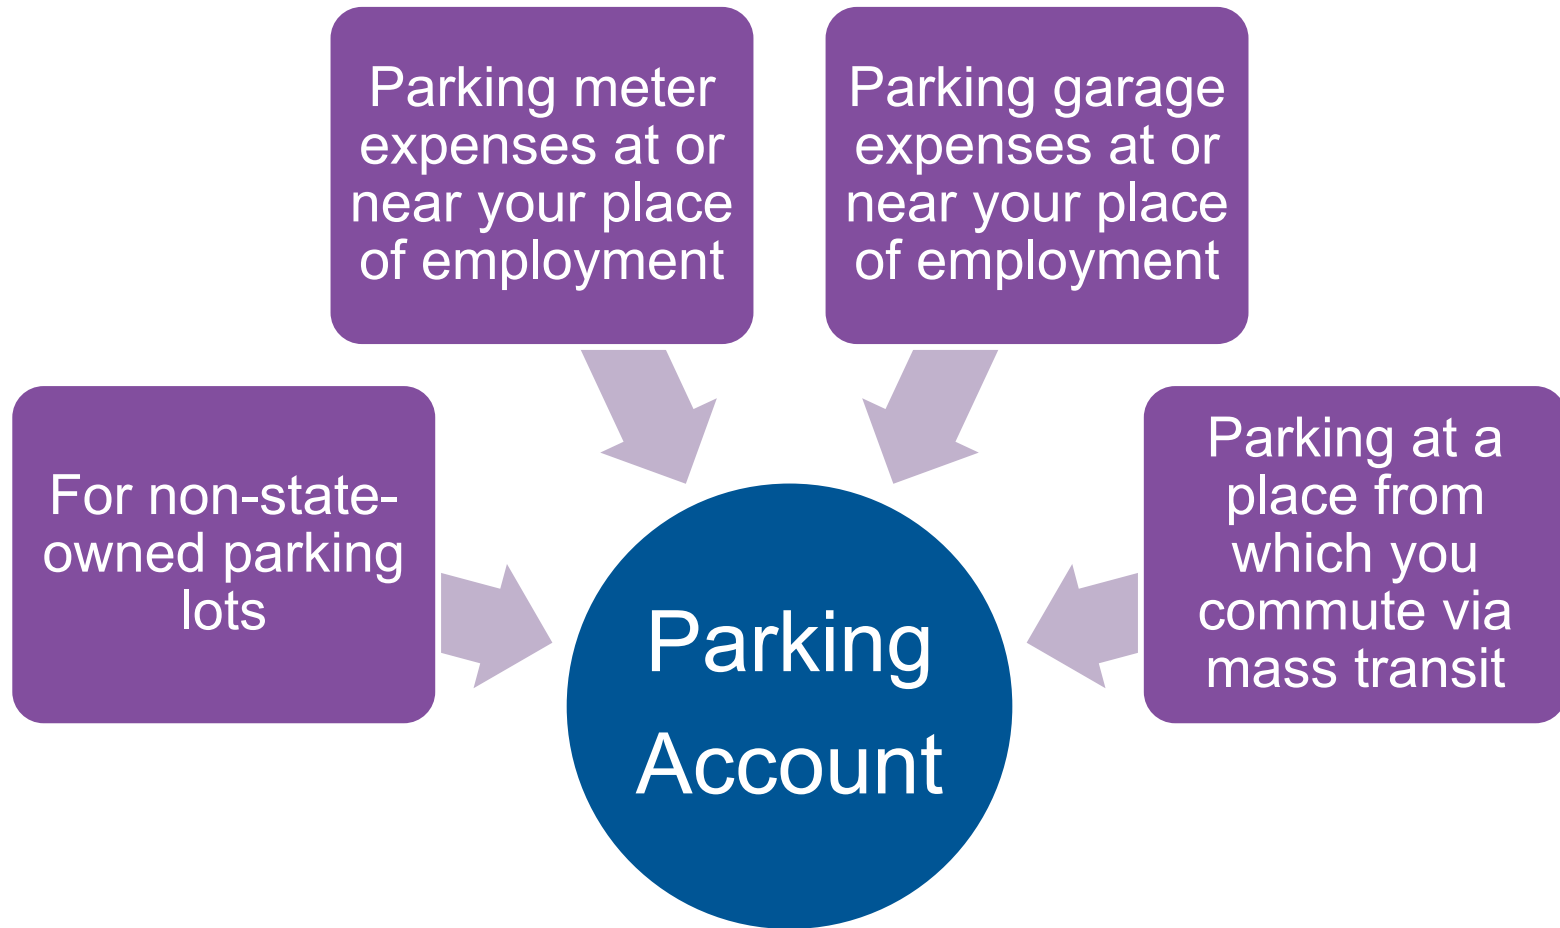 Parking meter
expenses at or
near your place
of employment
Parking garage
expenses at or
near your place
of employment
For non-state-
owned parking
lots
Parking at a
place from
which you
commute via
mass transit
Parking
Account